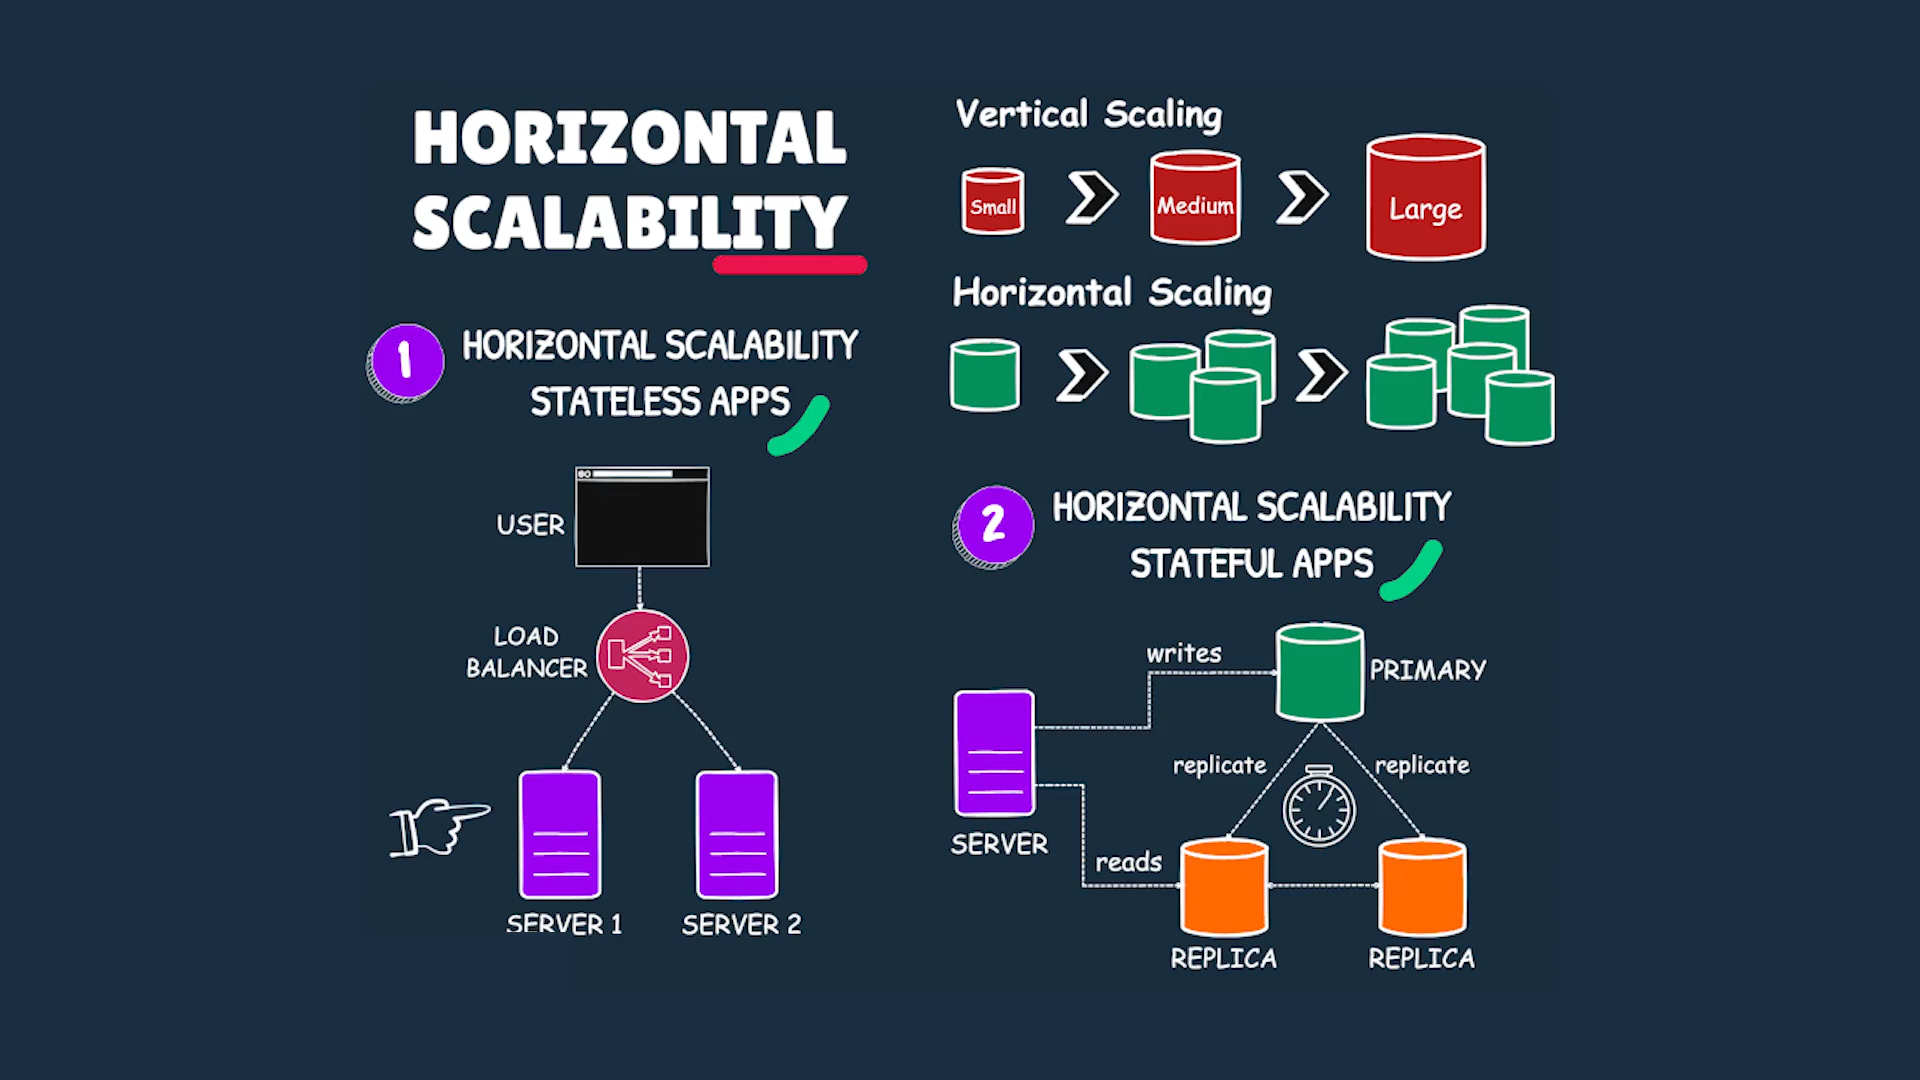 HORIZONTAL
SCALABILITY
1
HORIZONTAL SCALABILITY
STATELESS APPS
USER
LOAD
BALANCER
SERVER 1
SERVER 2
Vertical Scaling
Small
Medium
Large
Horizontal Scaling
2
HORIZONTAL SCALABILITY
STATEFUL APPS
writes
PRIMARY
replicate
replicate
SERVER
reads
REPLICA
REPLICA